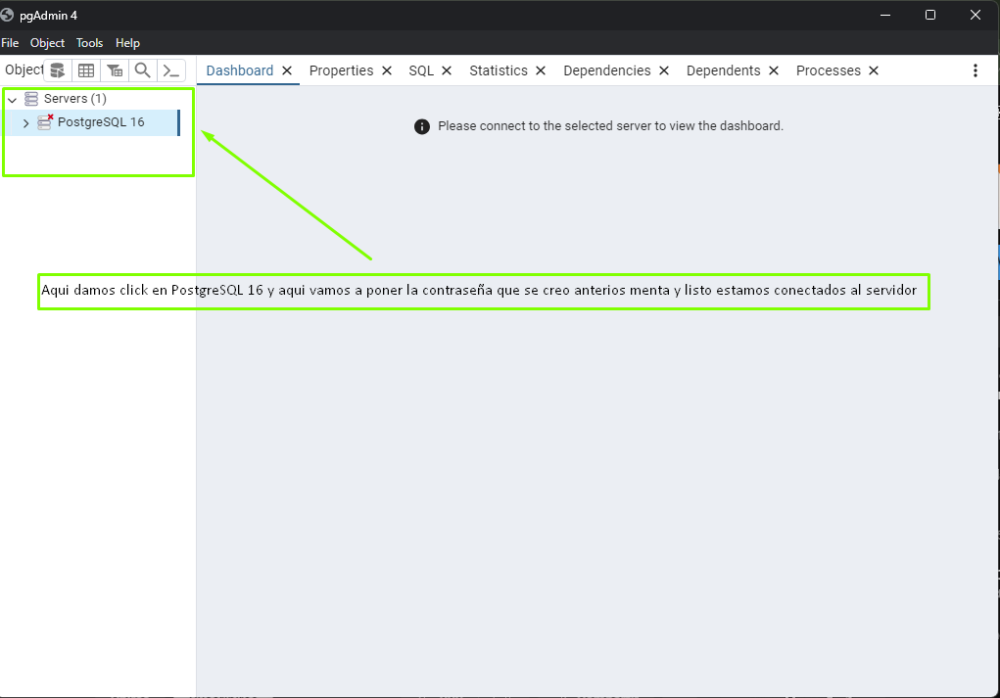 pgAdmin 4
File Object Tools Help
Object
Dashboard Properties SQL Statistics Dependencies Dependents Processes
Servers (1)
PostgreSQL 16
Please connect to the selected server to view the dashboard.
Aqui damos click en PostgreSQL 16 y aqui vamos a poner la contraseña que se creo anterios menta y listo estamos conectados al servidor